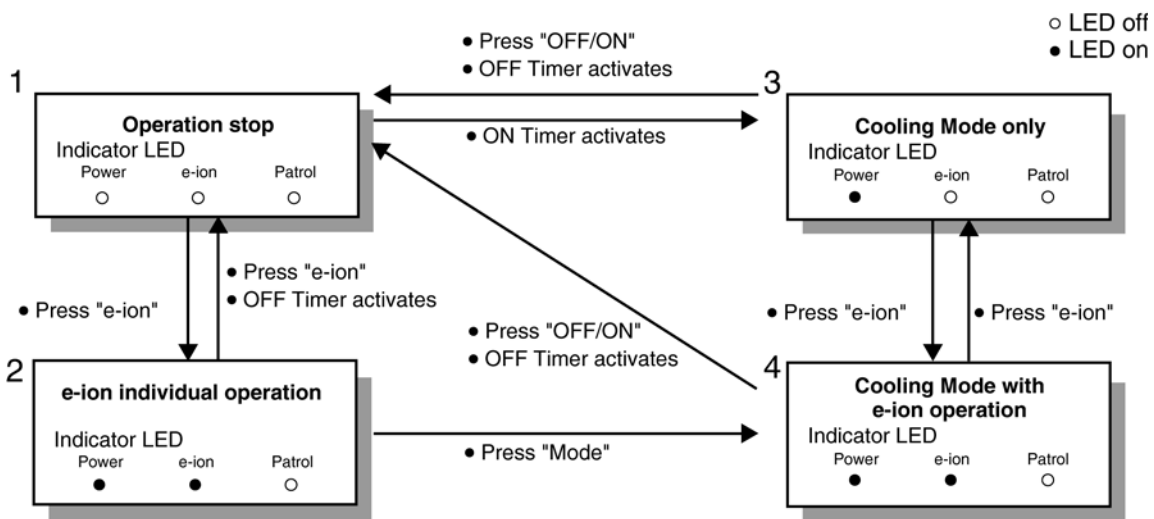 ○ LED off
● LED on
● Press "OFF/ON"
● OFF Timer activates
● ON Timer activates
1
Operation stop
Indicator LED
Power e-ion Patrol
○ ○ ○
3
Cooling Mode only
Indicator LED
Power e-ion Patrol
● ○ ○
● Press "e-ion"
● Press "e-ion"
● OFF Timer activates
● Press "OFF/ON"
● OFF Timer activates
● Press "e-ion"
● Press "e-ion"
2
e-ion individual operation
Indicator LED
Power e-ion Patrol
● ● ○
● Press "Mode"
4
Cooling Mode with
e-ion operation
Indicator LED
Power e-ion Patrol
● ● ○